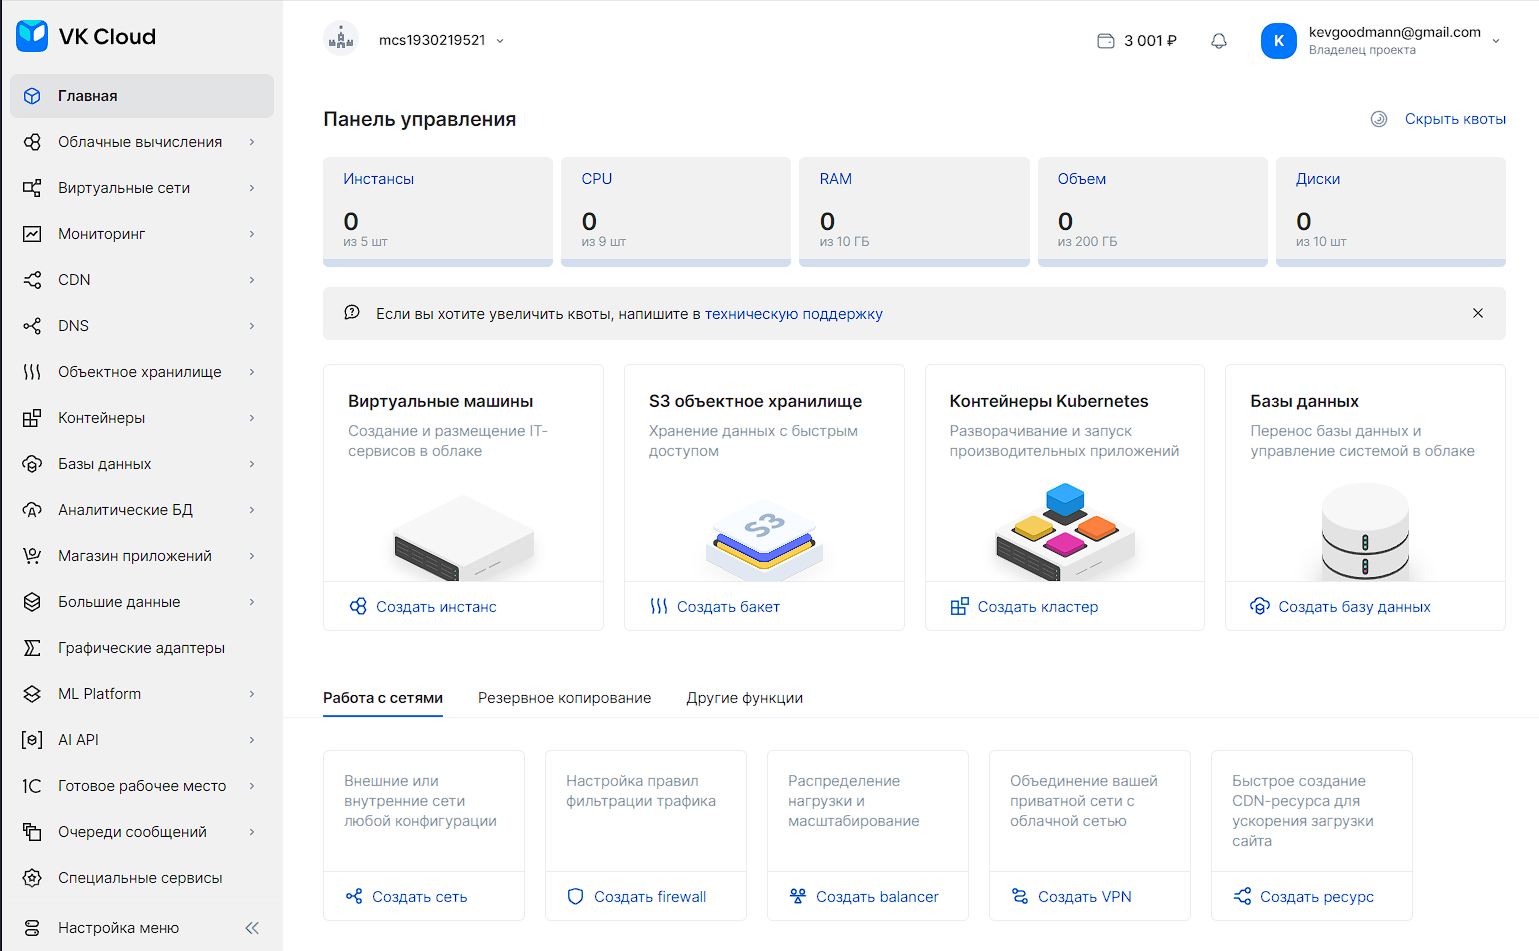 VK Cloud
Главная
Облачные вычисления
Виртуальные сети
Мониторинг
CDN
DNS
Объектное хранилище
Контейнеры
Базы данных
Аналитические БД
Магазин приложений
Большие данные
Графические адаптеры
ML Platform
AI API
1C Готовое рабочее место
Очереди сообщений
Специальные сервисы
Настройка меню
mcs1930219521
3 001 ₽
K
kevgoodmann@gmail.com
Владелец проекта
Панель управления
Скрыть квоты
Инстансы
0
из 5 шт
CPU
0
из 9 шт
RAM
0
из 10 ГБ
Объем
0
из 200 ГБ
Диски
0
из 10 шт
Если вы хотите увеличить квоты, напишите в техническую поддержку
Виртуальные машины
Создание и размещение IT-
сервисов в облаке
Создать инстанс
S3 объектное хранилище
Хранение данных с быстрым
доступом
S3
Создать бакет
Контейнеры Kubernetes
Разворачивание и запуск
производительных приложений
Создать кластер
Базы данных
Перенос базы данных и
управление системой в облаке
Создать базу данных
Работа с сетями
Резервное копирование
Другие функции
Внешние или
внутренние сети
любой конфигурации
Создать сеть
Настройка правил
фильтрации трафика
Создать firewall
Распределение
нагрузки и
масштабирование
Создать balancer
Объединение вашей
приватной сети с
облачной сетью
Создать VPN
Быстрое создание
CDN-ресурса для
ускорения загрузки
сайта
Создать ресурс